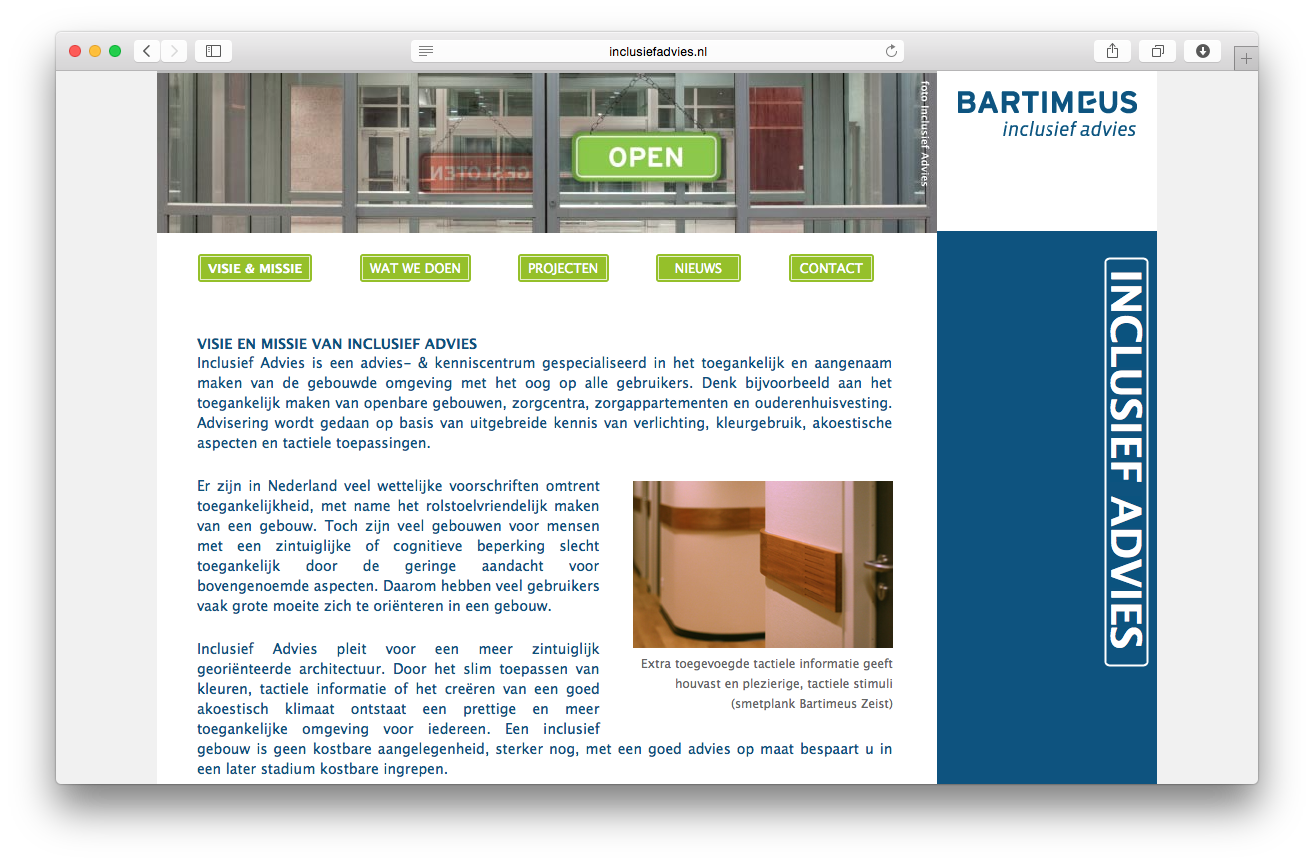 inclusiefadvies.nl
GESLOTEN
OPEN
foto Inclusief Advies
BARTIMEUS
inclusief advies
VISIE & MISSIE
WAT WE DOEN
PROJECTEN
NIEUWS
CONTACT
INCLUSIEF ADVIES
VISIE EN MISSIE VAN INCLUSIEF ADVIES
Inclusief Advies is een advies- & kenniscentrum gespecialiseerd in het toegankelijk en aangenaam
maken van de gebouwde omgeving met het oog op alle gebruikers. Denk bijvoorbeeld aan het
toegankelijk maken van openbare gebouwen, zorgcentra, zorgappartementen en ouderenhuisvesting.
Advisering wordt gedaan op basis van uitgebreide kennis van verlichting, kleurgebruik, akoestische
aspecten en tactiele toepassingen.
Er zijn in Nederland veel wettelijke voorschriften omtrent
toegankelijkheid, met name het rolstoelvriendelijk maken
van een gebouw. Toch zijn veel gebouwen voor mensen
met een zintuiglijke of cognitieve beperking slecht
toegankelijk door de geringe aandacht voor
bovengenoemde aspecten. Daarom hebben veel gebruikers
vaak grote moeite zich te oriënteren in een gebouw.
Extra toegevoegde tactiele informatie geeft
houvast en plezierige, tactiele stimuli
(smetplank Bartimeus Zeist)
Inclusief Advies pleit voor een meer zintuiglijk
georiënteerde architectuur. Door het slim toepassen van
kleuren, tactiele informatie of het creëren van een goed
akoestisch klimaat ontstaat een prettige en meer
toegankelijke omgeving voor iedereen. Een inclusief
gebouw is geen kostbare aangelegenheid, sterker nog, met een goed advies op maat bespaart u in
een later stadium kostbare ingrepen.